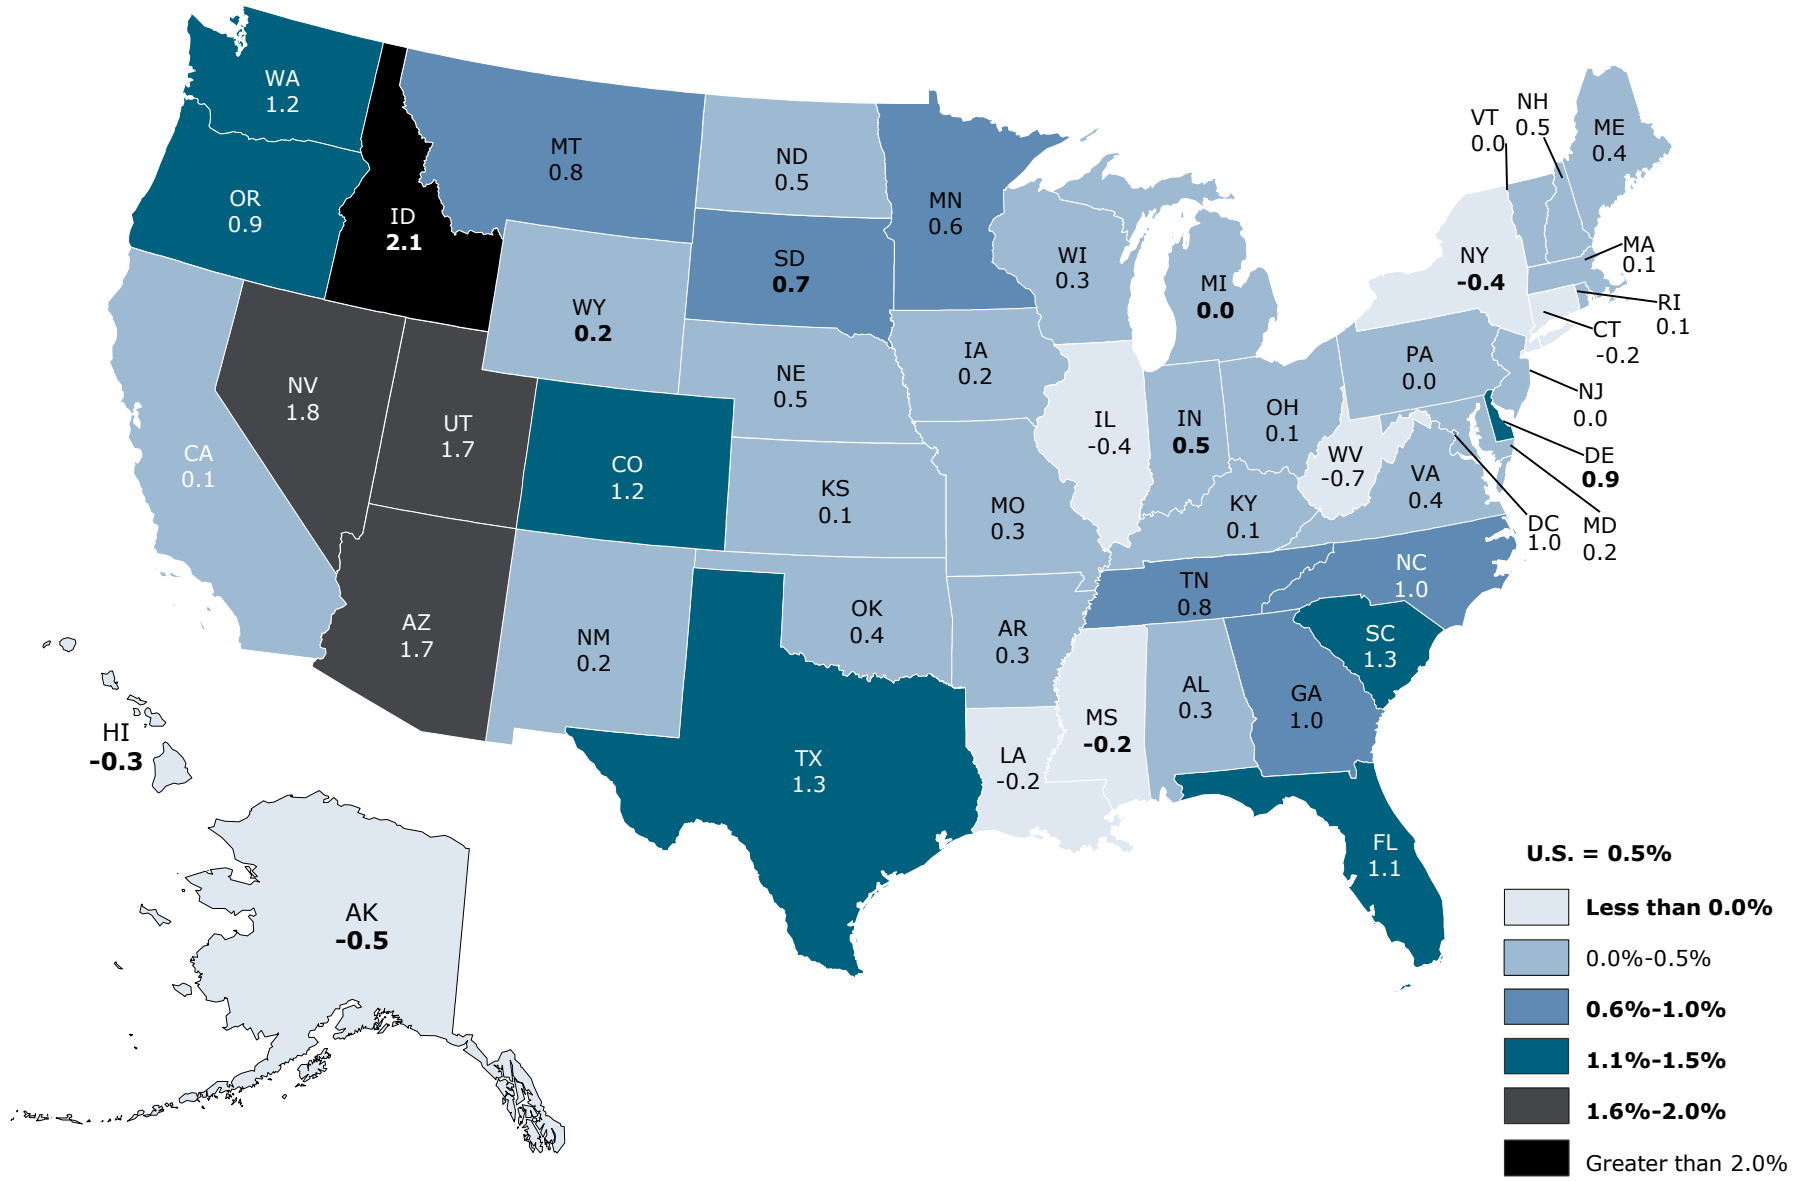 WA
1.2
OR
0.9
ID
2.1
MT
0.8
ND
0.5
MN
0.6
SD
0.7
WY
0.2
WI
0.3
MI
0.0
VT
0.0
NH
0.5
ME
0.4
NY
-0.4
MA
0.1
RI
0.1
CT
-0.2
NJ
0.0
PA
0.0
IA
0.2
NE
0.5
NV
1.8
UT
1.7
CO
1.2
CA
0.1
KS
0.1
MO
0.3
IL
-0.4
IN
0.5
OH
0.1
WV
-0.7
VA
0.4
KY
0.1
DE
0.9
DC
1.0
MD
0.2
NC
1.0
TN
0.8
SC
1.3
AZ
1.7
NM
0.2
OK
0.4
AR
0.3
TX
1.3
LA
-0.2
MS
-0.2
AL
0.3
GA
1.0
FL
1.1
HI
-0.3
AK
-0.5
U.S. = 0.5%
Less than 0.0%
0.0%-0.5%
0.6%-1.0%
1.1%-1.5%
1.6%-2.0%
Greater than 2.0%